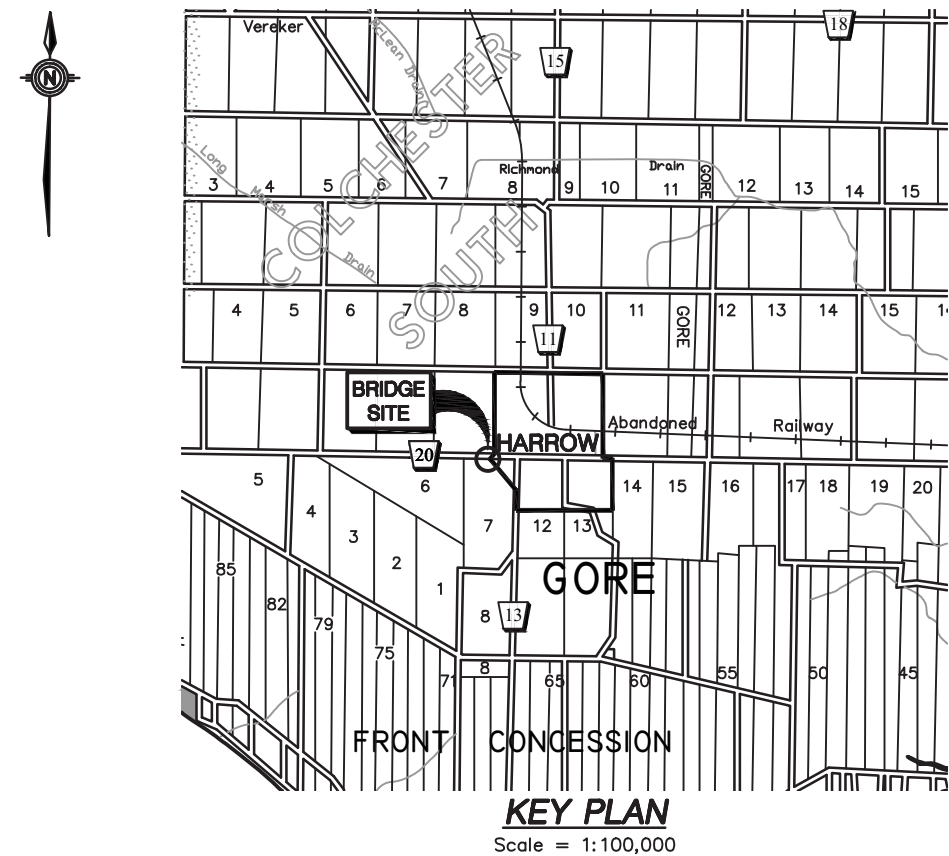 N
18
Vereker
15
McLean Drain
COLCHESTER
SOUTH
Richmond
Drain
GORE
Long Marsh Drain
3 4 5 6 7 8 9 10 11 12 13 14 15
4 5 6 7 8 9 10 11 12 13 14 15
GORE
11
BRIDGE
SITE
Abandoned Railway
HARROW
20
5 6 14 15 16 17 18 19 20
4 7 12 13
3
2
1
GORE
85
82
79
75
71
8
13
8
65
60
55
50
45
FRONT CONCESSION
KEY PLAN
Scale = 1:100,000